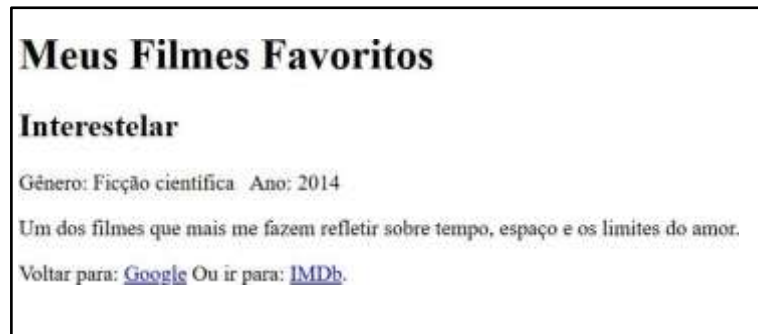 Meus Filmes Favoritos
Interestelar
Gênero: Ficção científica   Ano: 2014
Um dos filmes que mais me fazem refletir sobre tempo, espaço e os limites do amor.
Voltar para: Google Ou ir para: IMDb.